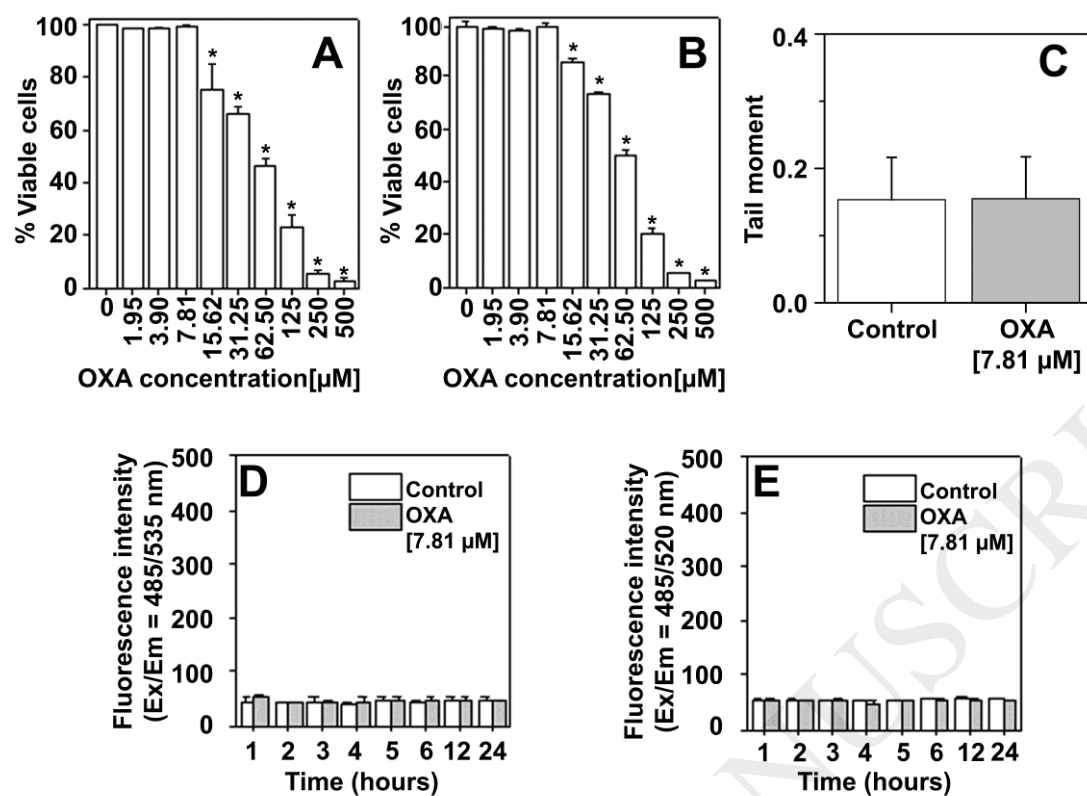 A
% Viable cells
100
80
60
40
20
0
* * * * * *
0 1.95 3.90 7.81 15.62 31.25 62.50 125 250 500
OXA concentration[µM]
B
% Viable cells
100
80
60
40
20
0
* * * * * *
0 1.95 3.90 7.81 15.62 31.25 62.50 125 250 500
OXA concentration[µM]
C
Tail moment
0.4
0.2
0.0
Control
OXA
[7.81 µM]
D
Fluorescence intensity
(Ex/Em = 485/535 nm)
500
400
300
200
100
0
Control
OXA
[7.81 µM]
1 2 3 4 5 6 12 24
Time (hours)
E
Fluorescence intensity
(Ex/Em = 485/520 nm)
500
400
300
200
100
0
Control
OXA
[7.81 µM]
1 2 3 4 5 6 12 24
Time (hours)
NUSCR